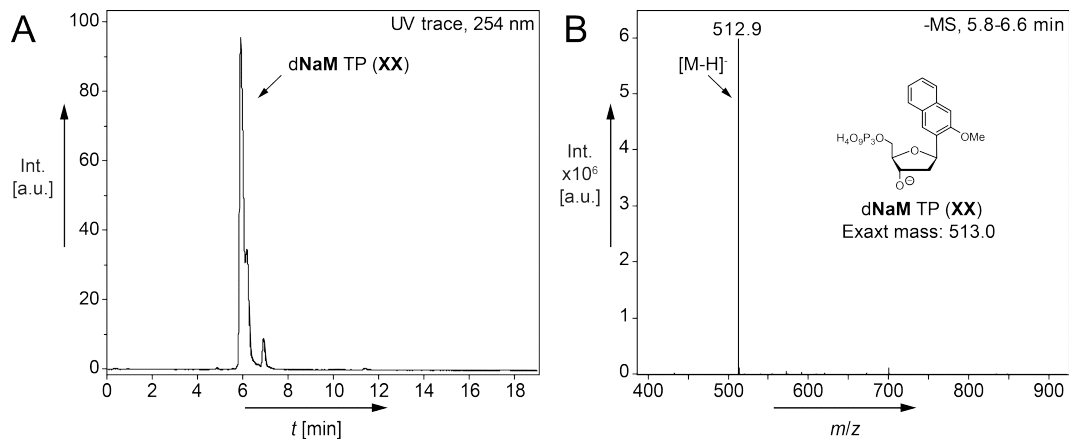 A
UV trace, 254 nm
dNaM TP (XX)
Int.
[a.u.]
100
80
60
40
20
0
0 2 4 6 8 10 12 14 16 18
t [min]
B
-MS, 5.8-6.6 min
512.9
[M-H]-
Int.
x10⁶
[a.u.]
6
5
4
3
2
1
0
400 500 600 700 800 900
m/z
H₄O₉P₃O
O
OMe
O⊖
dNaM TP (XX)
Exaxt mass: 513.0